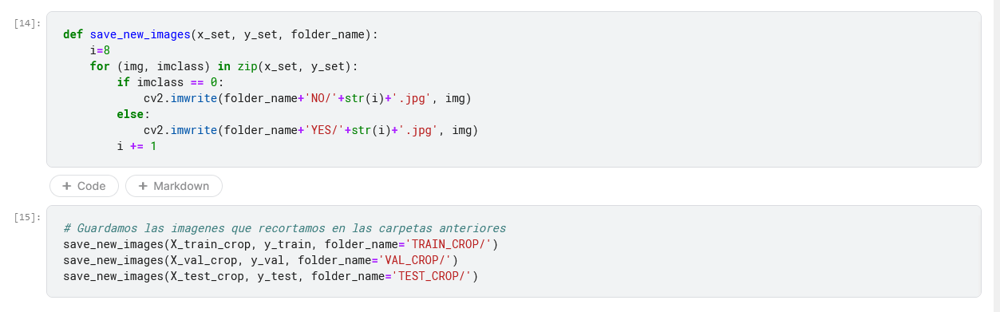 [14]:
def save_new_images(x_set, y_set, folder_name):
    i=8
    for (img, imclass) in zip(x_set, y_set):
        if imclass == 0:
            cv2.imwrite(folder_name+'NO/'+str(i)+'.jpg', img)
        else:
            cv2.imwrite(folder_name+'YES/'+str(i)+'.jpg', img)
        i += 1
+ Code + Markdown
[15]:
# Guardamos las imagenes que recortamos en las carpetas anteriores
save_new_images(X_train_crop, y_train, folder_name='TRAIN_CROP/')
save_new_images(X_val_crop, y_val, folder_name='VAL_CROP/')
save_new_images(X_test_crop, y_test, folder_name='TEST_CROP/')